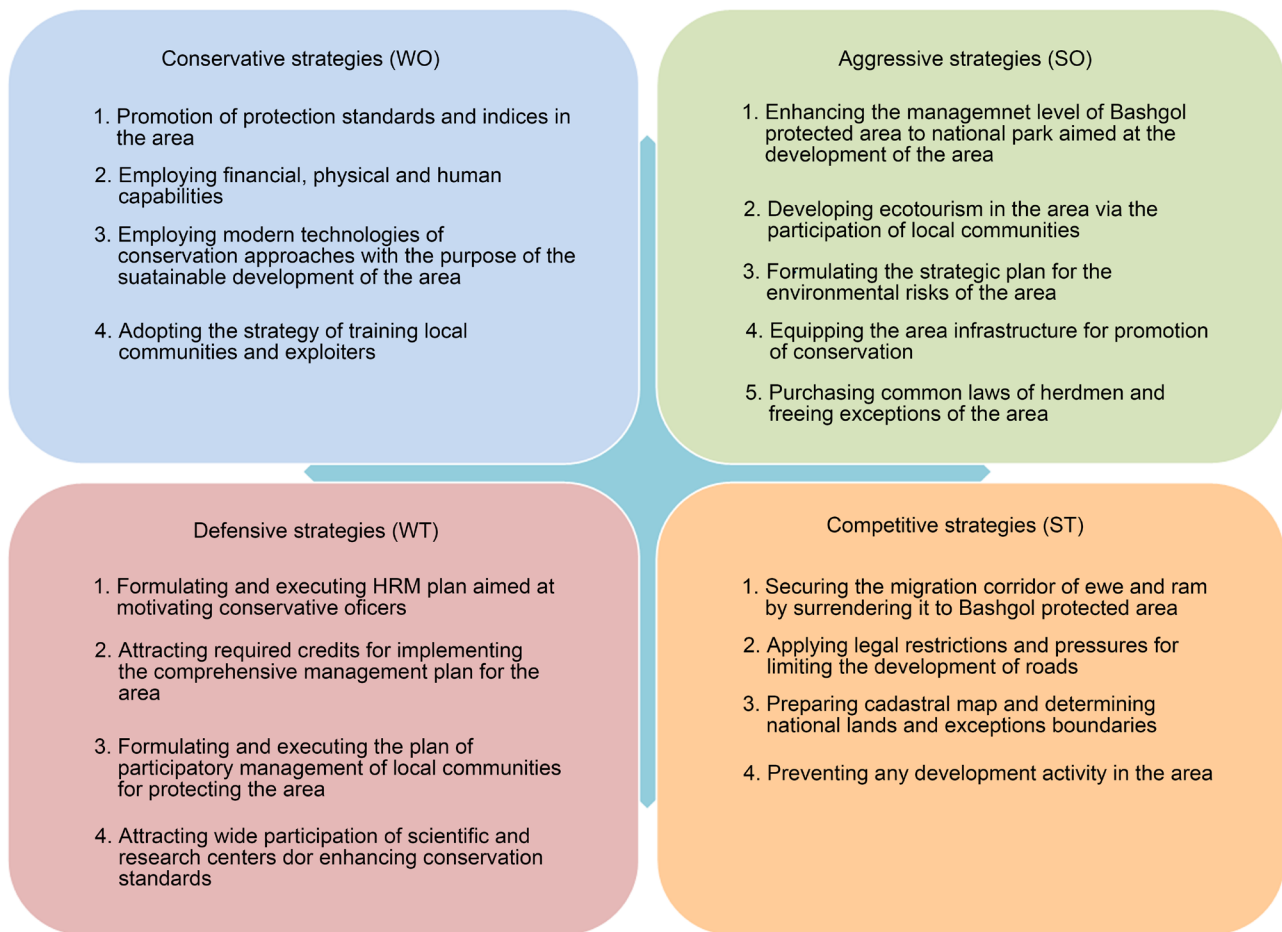 Conservative strategies (WO)
1. Promotion of protection standards and indices in
the area
2. Employing financial, physical and human
capabilities
3. Employing modern technologies of
conservation approaches with the purpose of the
suatainable development of the area
4. Adopting the strategy of training local
communities and exploiters
Aggressive strategies (SO)
1. Enhancing the managemnet level of Bashgol
protected area to national park aimed at the
development of the area
2. Developing ecotourism in the area via the
participation of local communities
3. Formulating the strategic plan for the
environmental risks of the area
4. Equipping the area infrastructure for promotion
of conservation
5. Purchasing common laws of herdmen and
freeing exceptions of the area
Defensive strategies (WT)
1. Formulating and executing HRM plan aimed at
motivating conservative oficers
2. Attracting required credits for implementing
the comprehensive management plan for the
area
3. Formulating and executing the plan of
participatory management of local communities
for protecting the area
4. Attracting wide participation of scientific and
research centers dor enhancing conservation
standards
Competitive strategies (ST)
1. Securing the migration corridor of ewe and ram
by surrendering it to Bashgol protected area
2. Applying legal restrictions and pressures for
limiting the development of roads
3. Preparing cadastral map and determining
national lands and exceptions boundaries
4. Preventing any development activity in the area